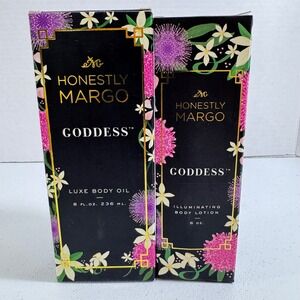 HONESTLY
MARGO
GODDESS™
LUXE BODY OIL
8 FL.OZ. 236 ML.
HONESTLY
MARGO
GODDESS™
ILLUMINATING
BODY LOTION
8 OZ.